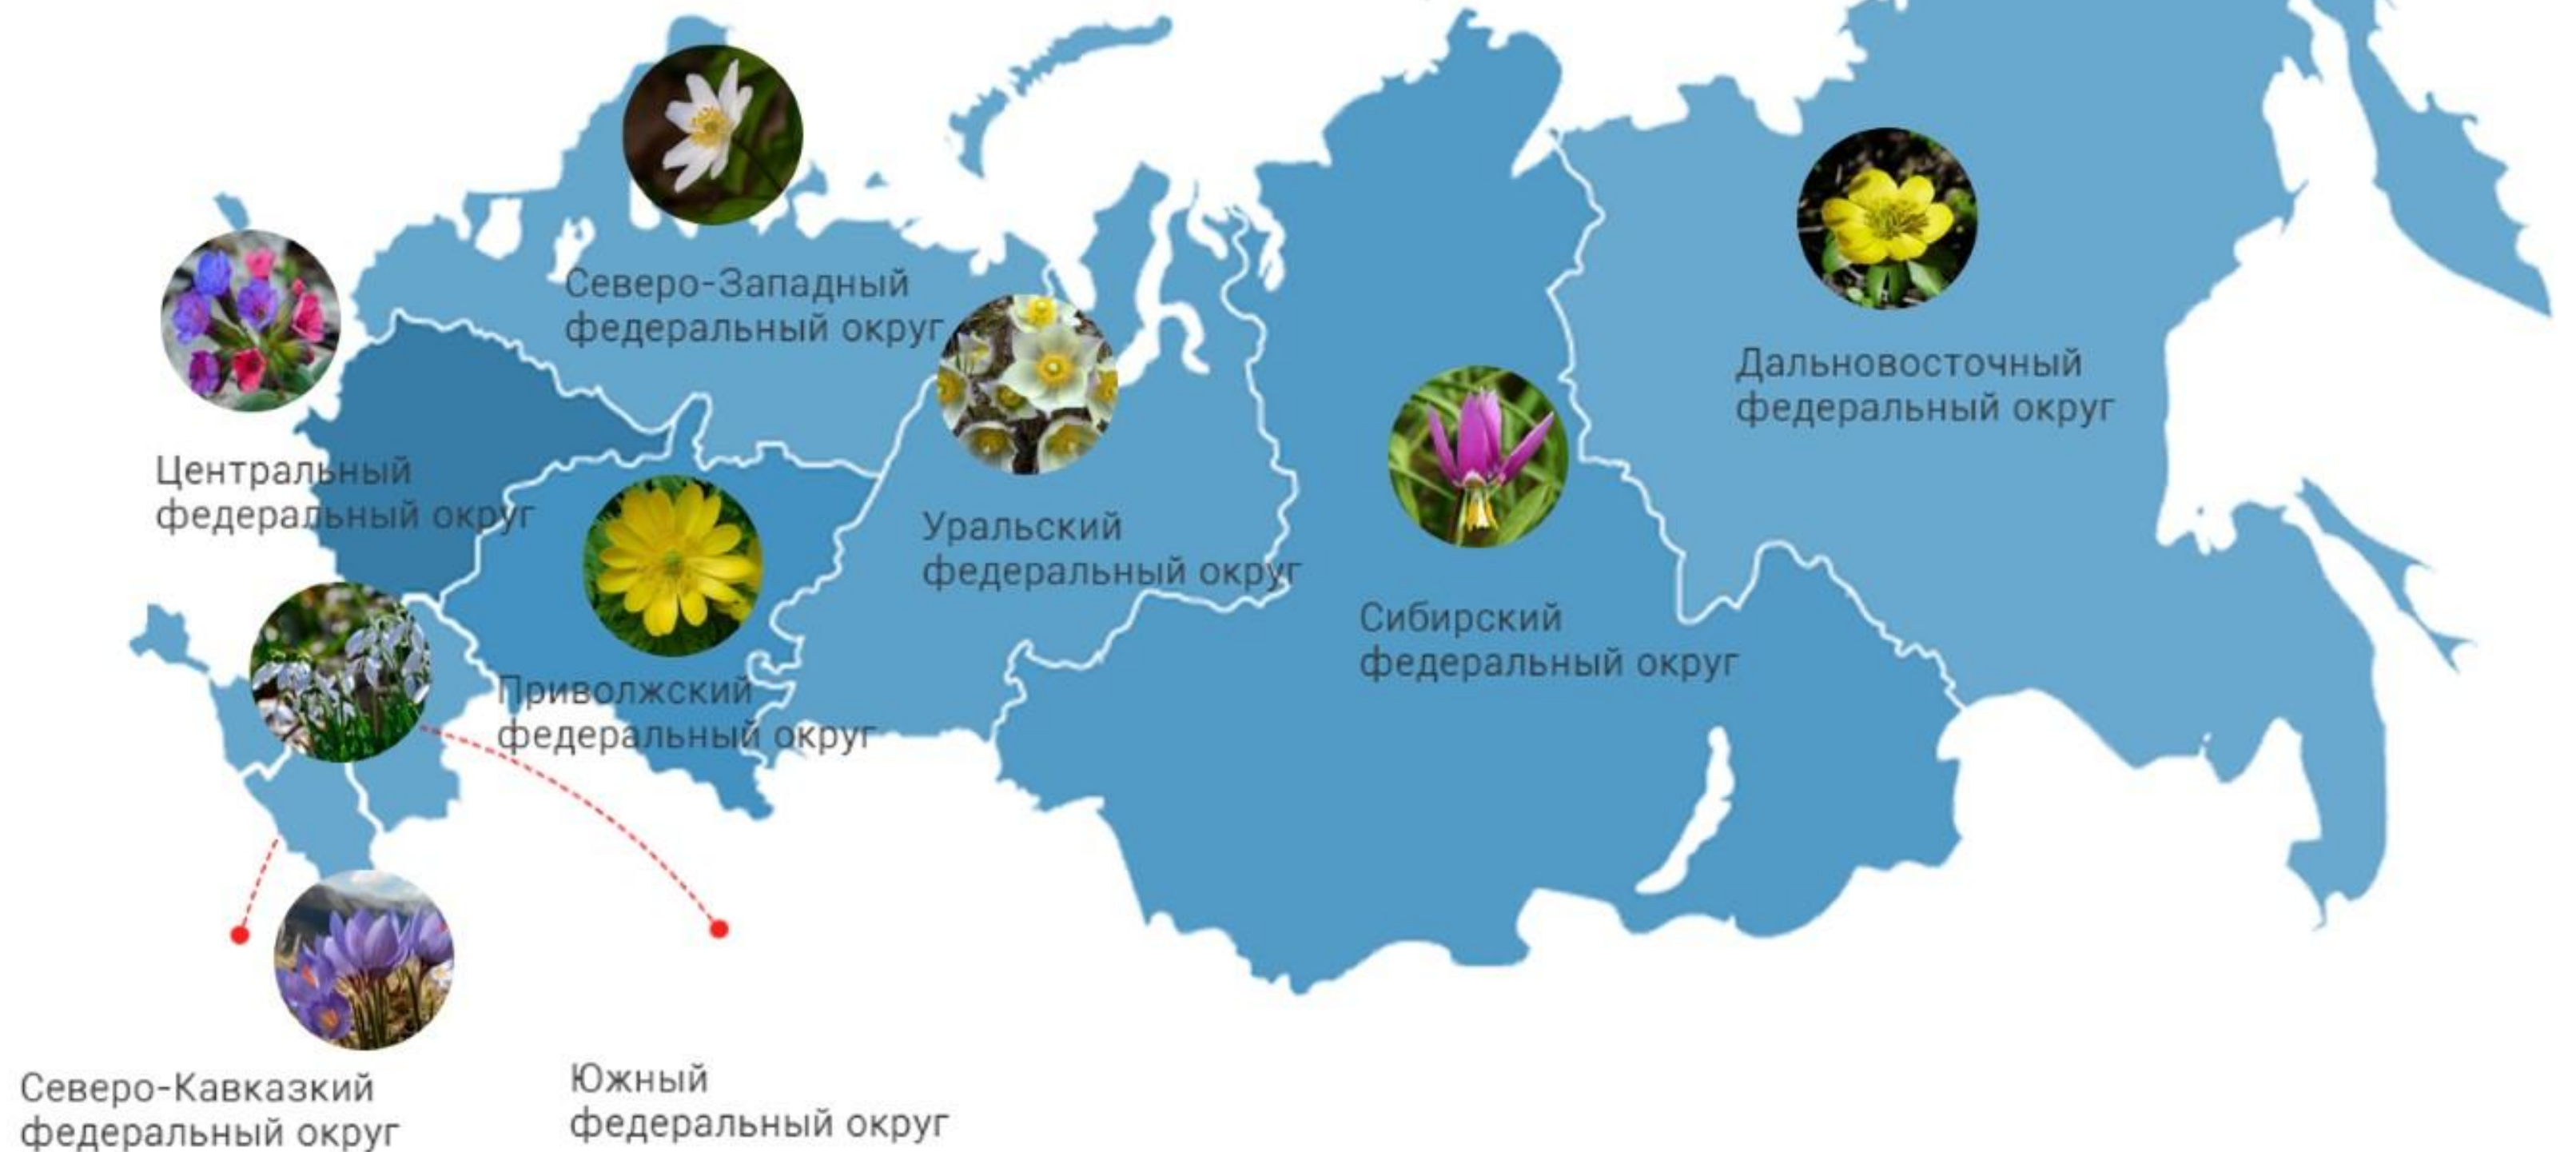 Северо-Западный
федеральный округ
Дальновосточный
федеральный округ
Центральный
федеральный округ
Уральский
федеральный округ
Сибирский
федеральный округ
Приволжский
федеральный округ
Северо-Кавказкий
федеральный округ
Южный
федеральный округ